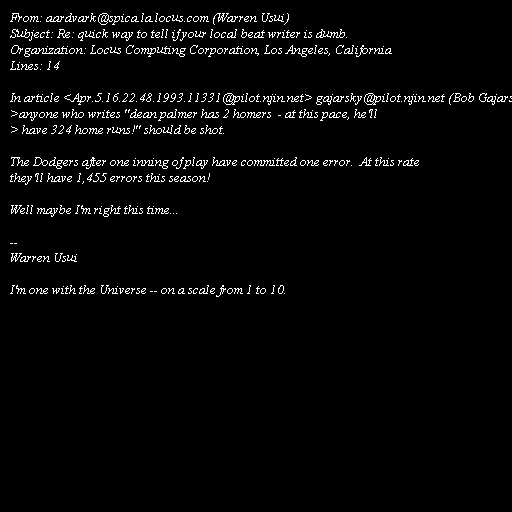 From: aardvark@spica.la.locus.com (Warren Usui)
Subject: Re: quick way to tell if your local beat writer is dumb.
Organization: Locus Computing Corporation, Los Angeles, California
Lines: 14

In article <Apr.5.16.22.48.1993.11331@pilot.njin.net> gajarsky@pilot.njin.net (Bob Gajars
>anyone who writes "dean palmer has 2 homers  - at this pace, he'll
> have 324 home runs!" should be shot.

The Dodgers after one inning of play have committed one error.  At this rate
they'll have 1,455 errors this season!

Well maybe I'm right this time...

--
Warren Usui

I'm one with the Universe -- on a scale from 1 to 10.